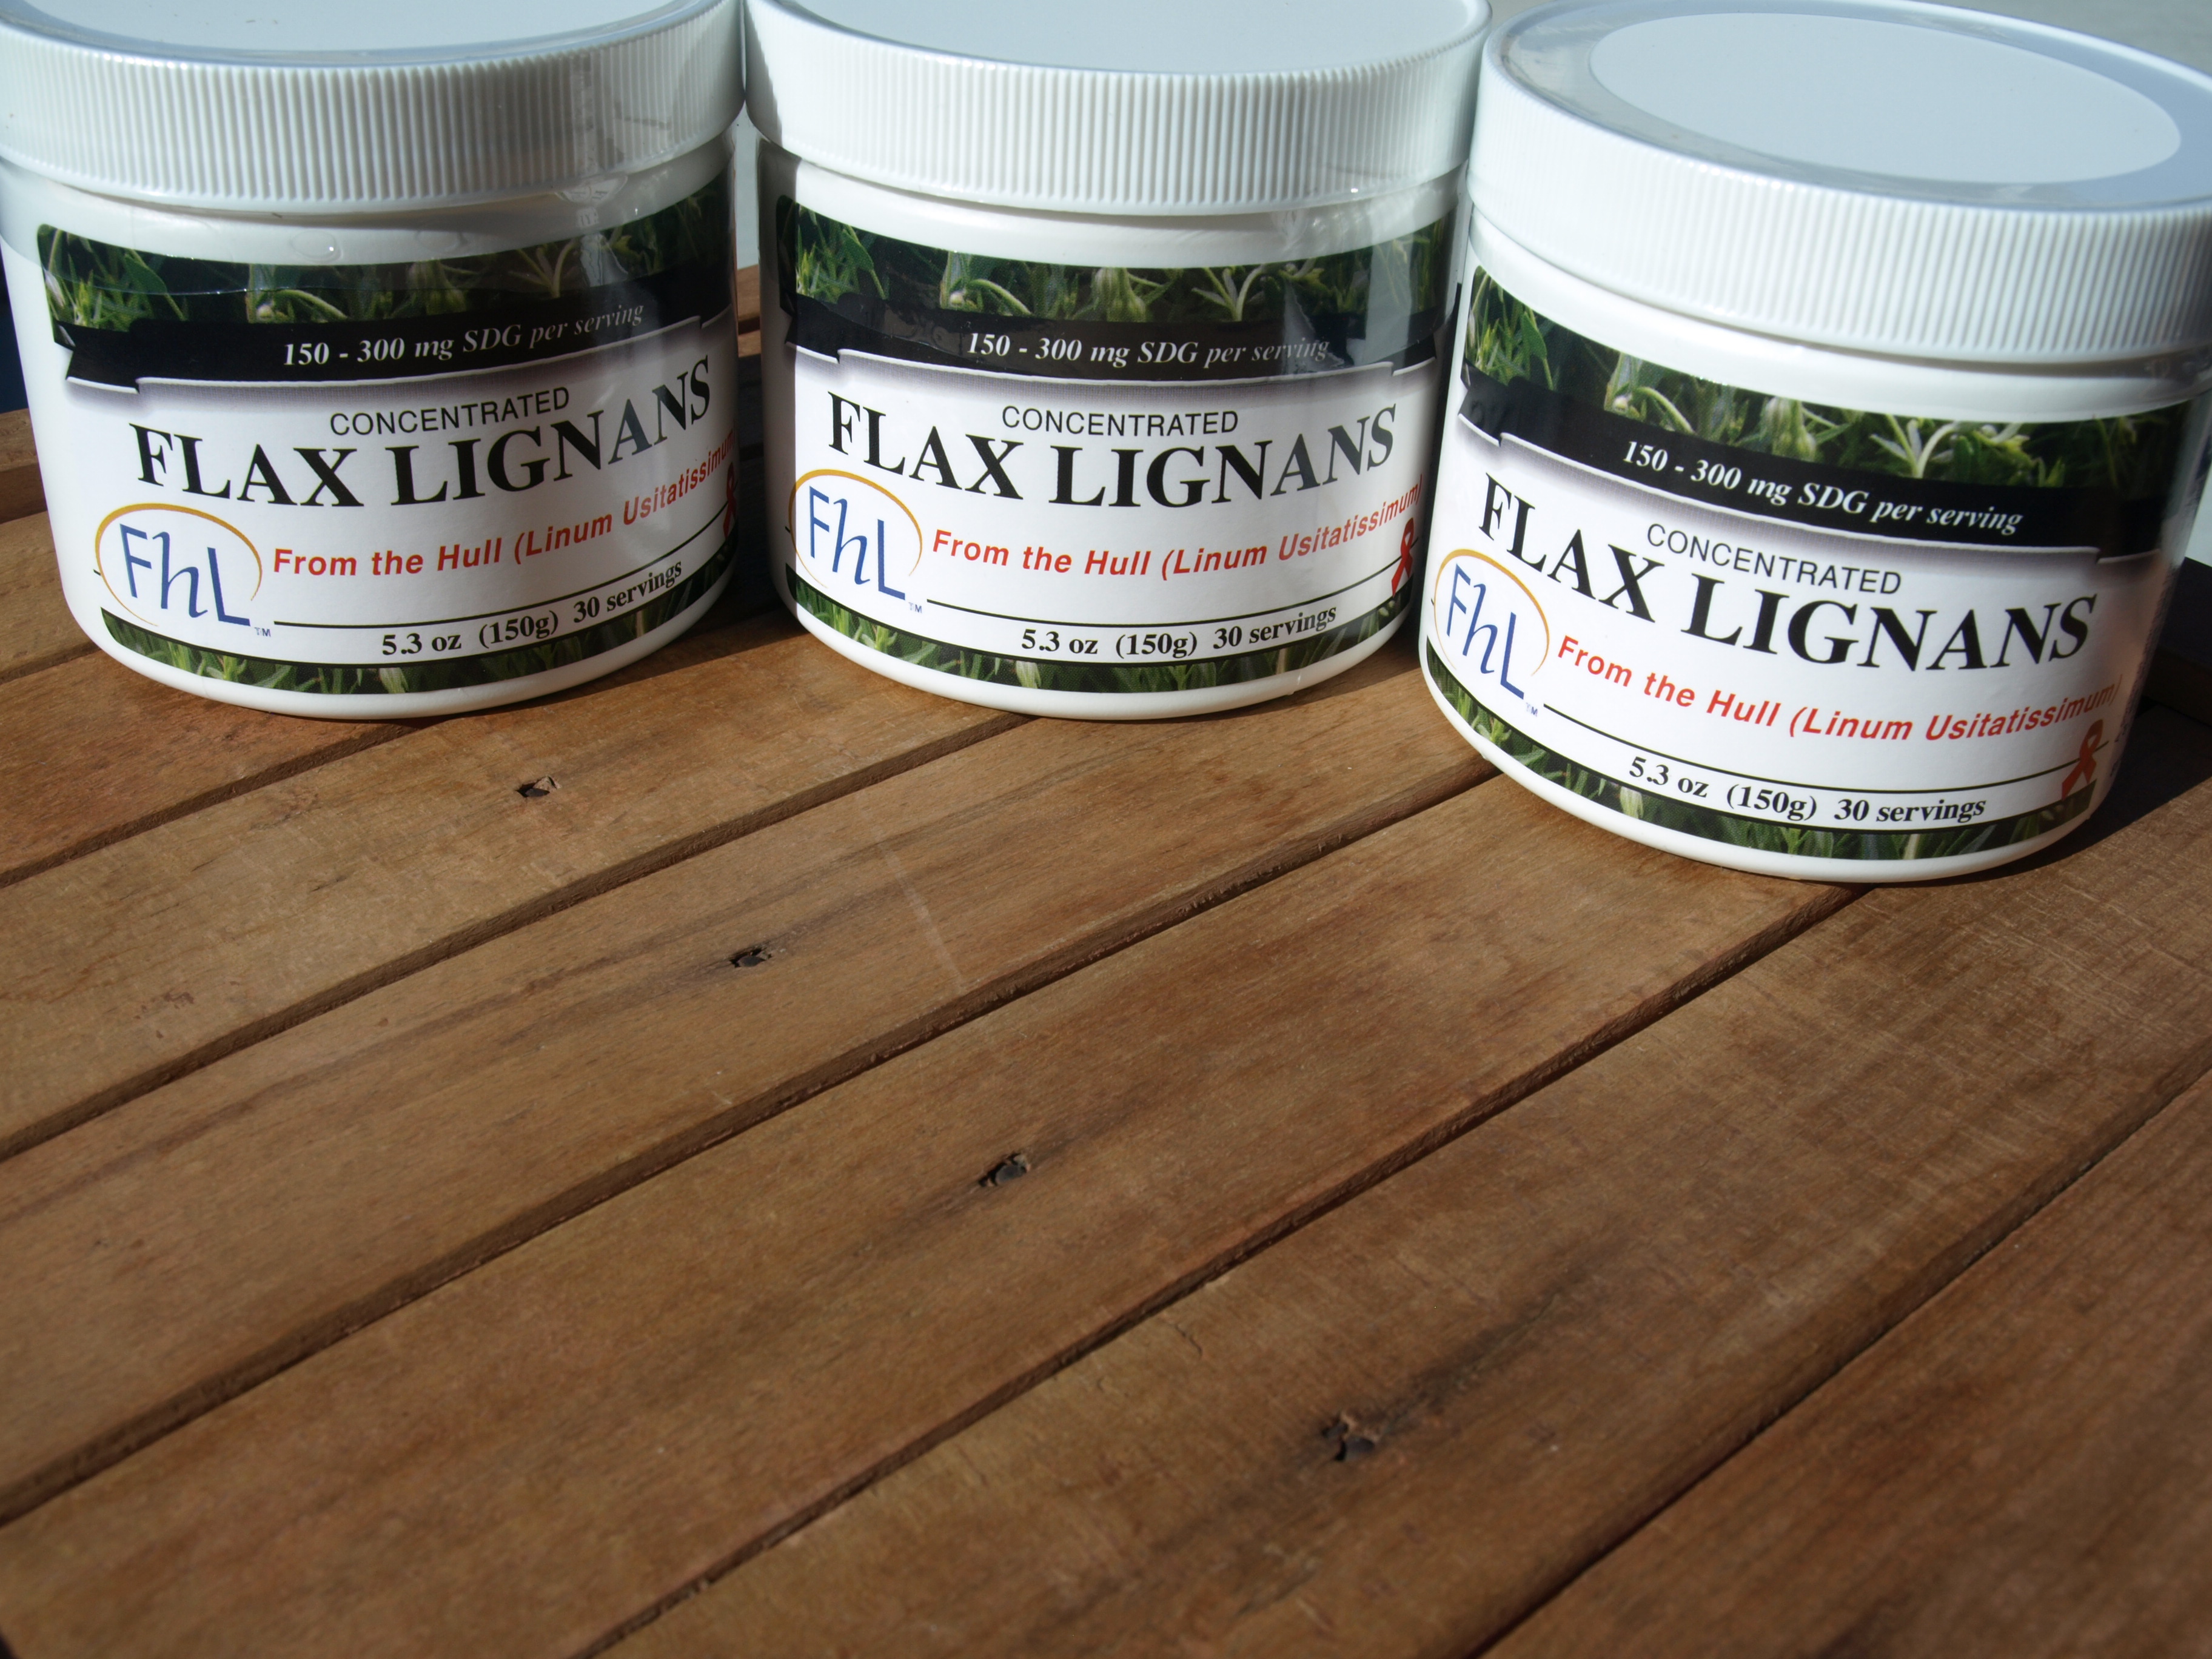 150 - 300 mg SDG per serving
CONCENTRATED
FLAX LIGNANS
FhL™
From the Hull (Linum Usitatissimum
5.3 oz (150g) 30 servings
150 - 300 mg SDG per serving
CONCENTRATED
FLAX LIGNANS
FhL™
From the Hull (Linum Usitatissimum)
5.3 oz (150g) 30 servings
150 - 300 mg SDG per serving
CONCENTRATED
FLAX LIGNANS
FhL™
From the Hull (Linum Usitatissimum)
5.3 oz (150g) 30 servings